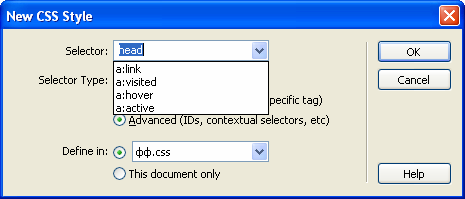 New CSS Style
Selector: head
OK
a:link
a:visited
a:hover
a:active
Selector Type:
Cancel
pecific tag)
Advanced (IDs, contextual selectors, etc)
Define in: фф.css
This document only
Help